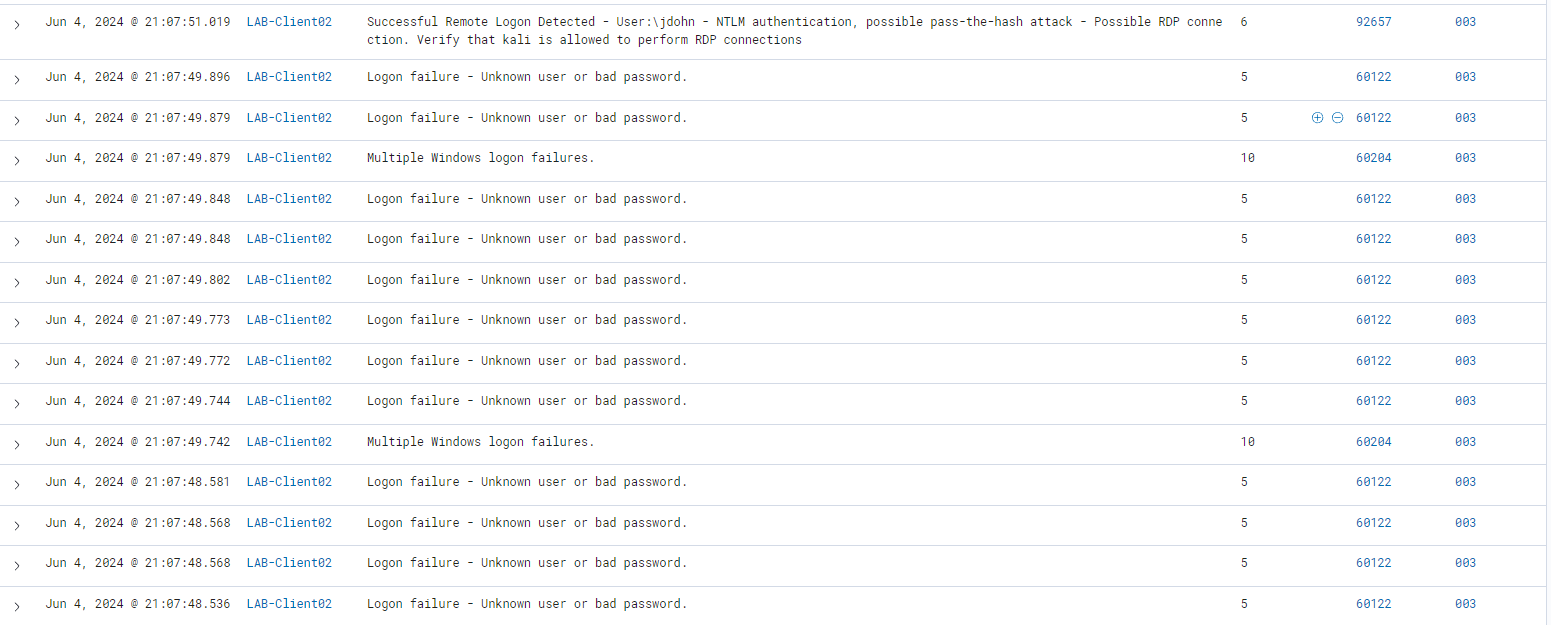 Jun 4, 2024 @ 21:07:51.019 LAB-Client02 Successful Remote Logon Detected - User:\jdohn - NTLM authentication, possible pass-the-hash attack - Possible RDP conne 6 92657 003
ction. Verify that kali is allowed to perform RDP connections
Jun 4, 2024 @ 21:07:49.896 LAB-Client02 Logon failure - Unknown user or bad password. 5 60122 003
Jun 4, 2024 @ 21:07:49.879 LAB-Client02 Logon failure - Unknown user or bad password. 5 60122 003
Jun 4, 2024 @ 21:07:49.879 LAB-Client02 Multiple Windows logon failures. 10 60204 003
Jun 4, 2024 @ 21:07:49.848 LAB-Client02 Logon failure - Unknown user or bad password. 5 60122 003
Jun 4, 2024 @ 21:07:49.848 LAB-Client02 Logon failure - Unknown user or bad password. 5 60122 003
Jun 4, 2024 @ 21:07:49.802 LAB-Client02 Logon failure - Unknown user or bad password. 5 60122 003
Jun 4, 2024 @ 21:07:49.773 LAB-Client02 Logon failure - Unknown user or bad password. 5 60122 003
Jun 4, 2024 @ 21:07:49.772 LAB-Client02 Logon failure - Unknown user or bad password. 5 60122 003
Jun 4, 2024 @ 21:07:49.744 LAB-Client02 Logon failure - Unknown user or bad password. 5 60122 003
Jun 4, 2024 @ 21:07:49.742 LAB-Client02 Multiple Windows logon failures. 10 60204 003
Jun 4, 2024 @ 21:07:48.581 LAB-Client02 Logon failure - Unknown user or bad password. 5 60122 003
Jun 4, 2024 @ 21:07:48.568 LAB-Client02 Logon failure - Unknown user or bad password. 5 60122 003
Jun 4, 2024 @ 21:07:48.568 LAB-Client02 Logon failure - Unknown user or bad password. 5 60122 003
Jun 4, 2024 @ 21:07:48.536 LAB-Client02 Logon failure - Unknown user or bad password. 5 60122 003